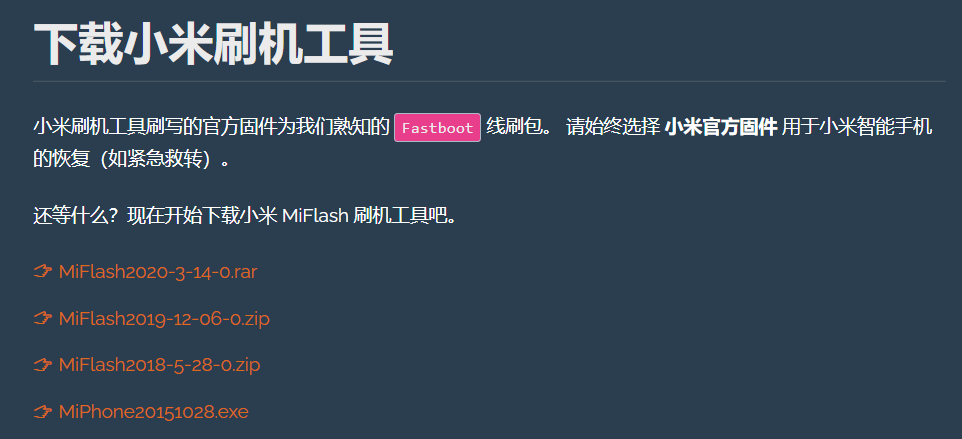 下载小米刷机工具
小米刷机工具刷写的官方固件为我们熟知的 Fastboot 线刷包。 请始终选择 小米官方固件 用于小米智能手机
的恢复（如紧急救转）。
还等什么？现在开始下载小米 MiFlash 刷机工具吧。
👉 MiFlash2020-3-14-0.rar
👉 MiFlash2019-12-06-0.zip
👉 MiFlash2018-5-28-0.zip
👉 MiPhone20151028.exe